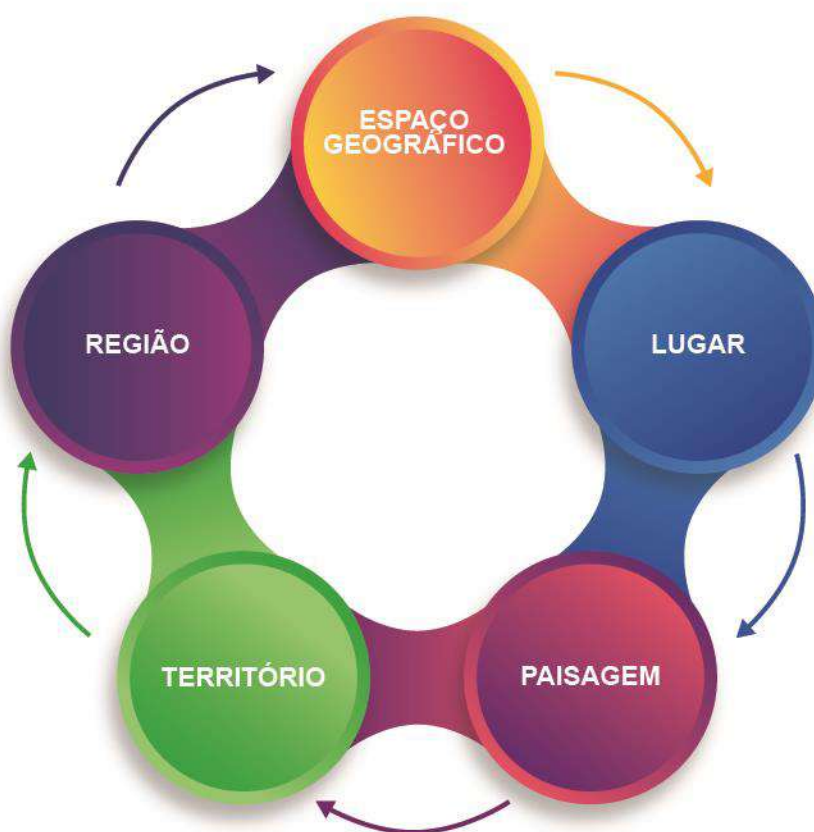 ESPAÇO
GEOGRÁFICO
LUGAR
PAISAGEM
TERRITÓRIO
REGIÃO